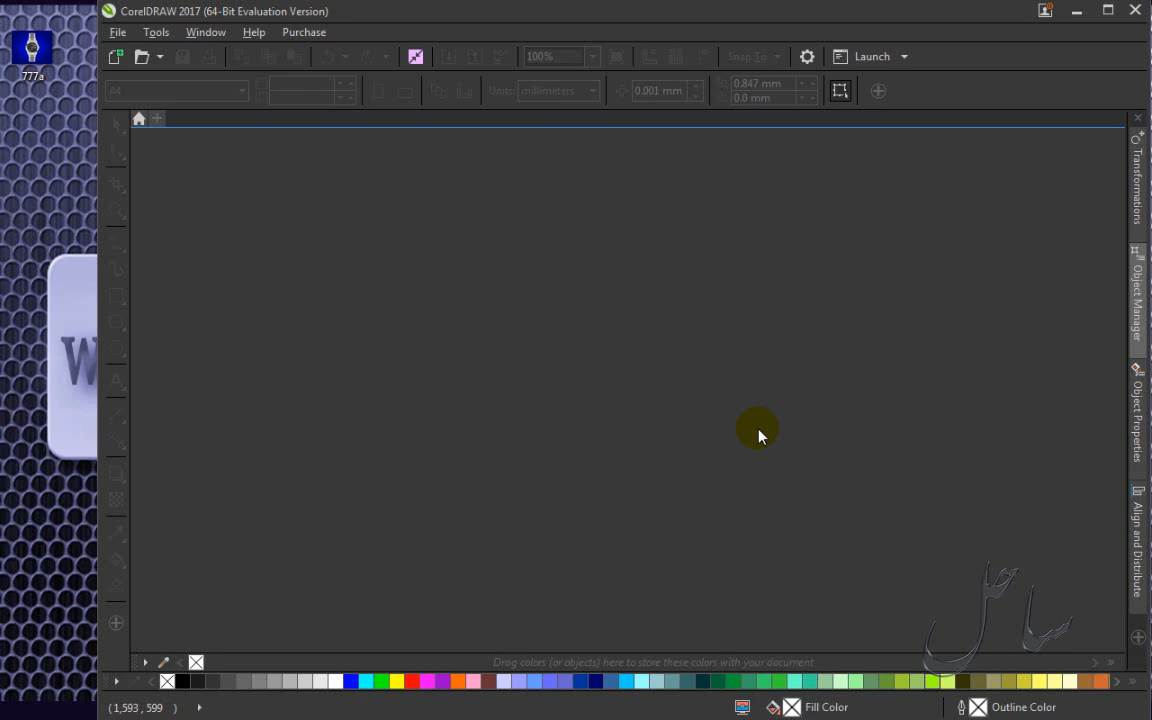 777a
W
CorelDRAW 2017 (64-Bit Evaluation Version)
File Tools Window Help Purchase
100% Snap To Launch
A4 Units: millimeters 0.001 mm 0.847 mm
0.0 mm
Transformations
Object Manager
Object Properties
Align and Distribute
Drag colors (or objects) here to store these colors with your document
(1,593, 599 ) Fill Color Outline Color